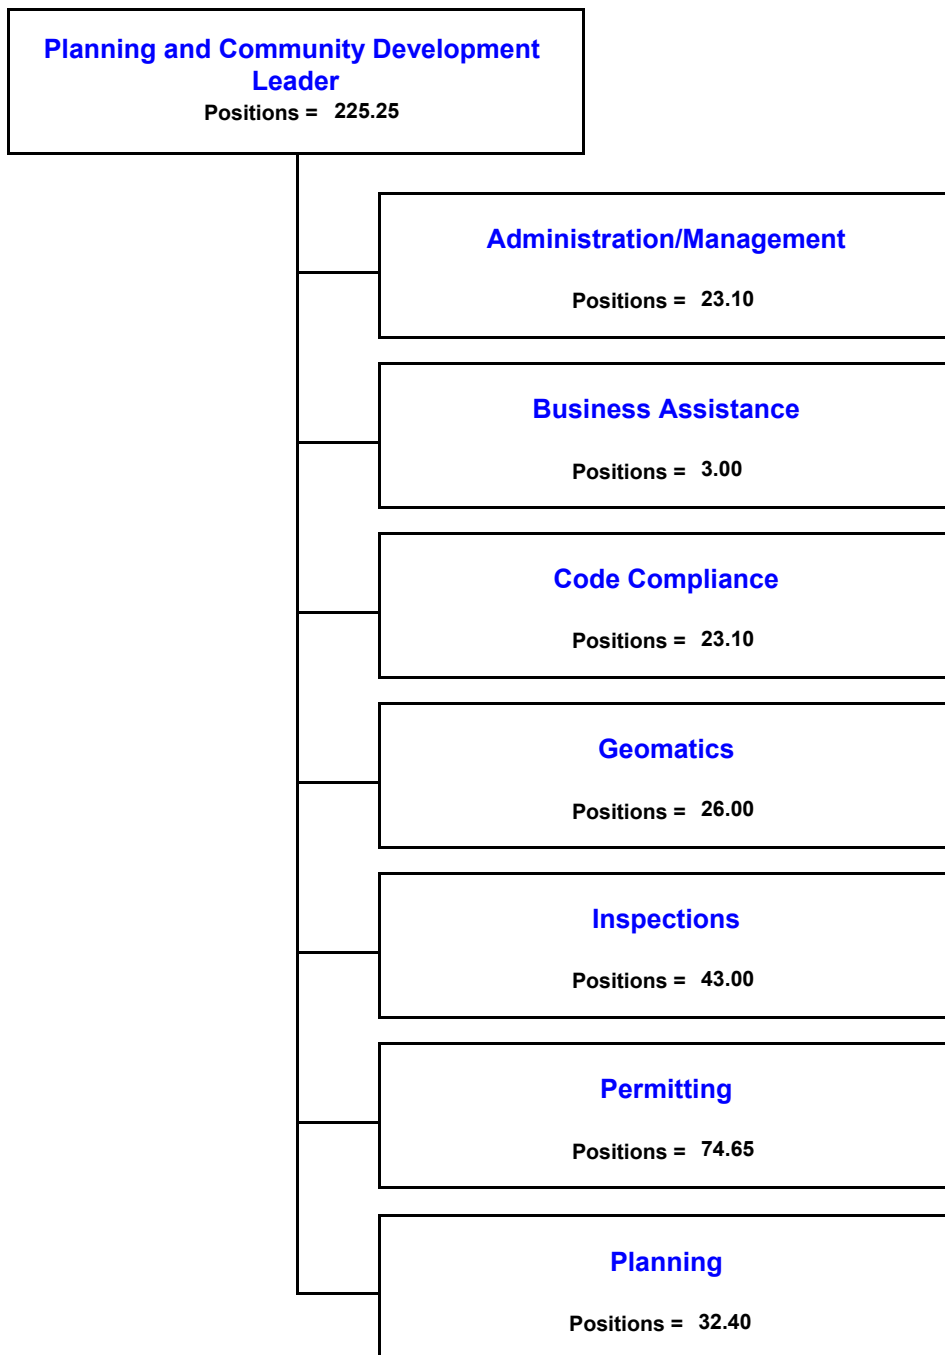 Planning and Community Development
Leader
Positions = 225.25
Administration/Management
Positions = 23.10
Business Assistance
Positions = 3.00
Code Compliance
Positions = 23.10
Geomatics
Positions = 26.00
Inspections
Positions = 43.00
Permitting
Positions = 74.65
Planning
Positions = 32.40